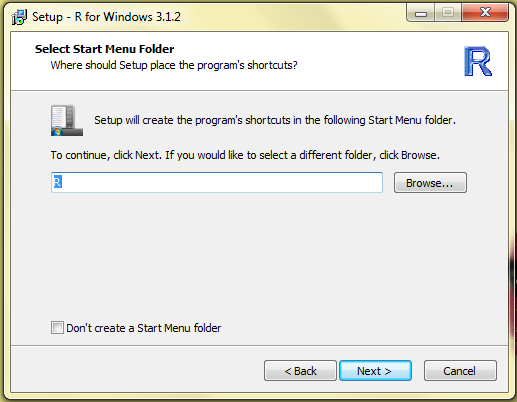 Setup - R for Windows 3.1.2
Select Start Menu Folder
Where should Setup place the program's shortcuts?
R
Setup will create the program's shortcuts in the following Start Menu folder.
To continue, click Next. If you would like to select a different folder, click Browse.
R
Browse...
Don't create a Start Menu folder
< Back
Next >
Cancel